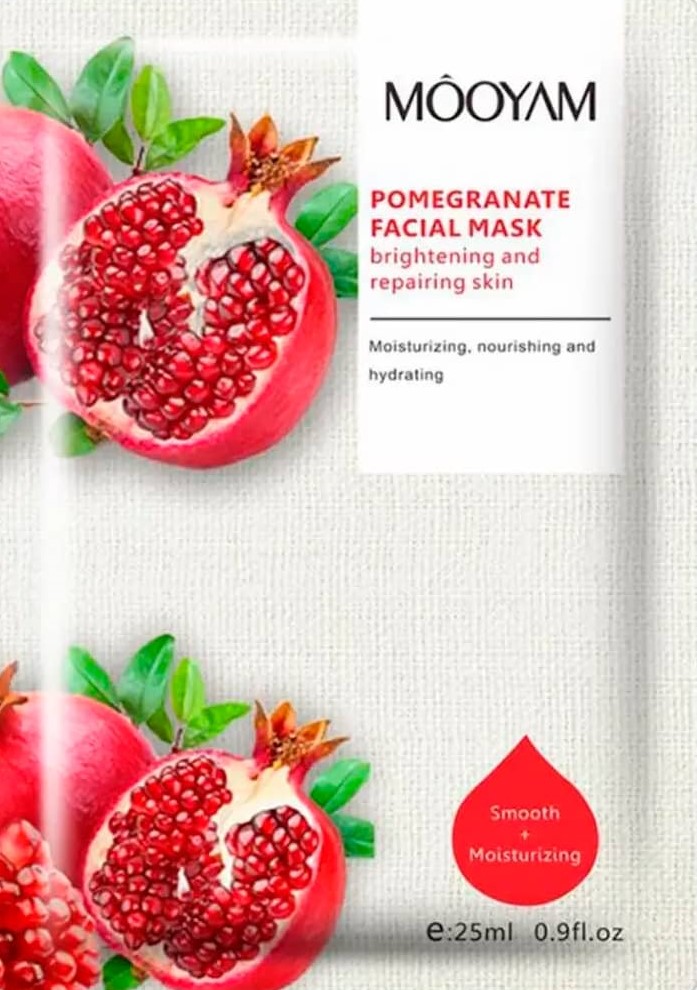 MÔOYAM
POMEGRANATE
FACIAL MASK
brightening and
repairing skin
Moisturizing, nourishing and
hydrating
Smooth
+
Moisturizing
e:25ml 0.9fl.oz